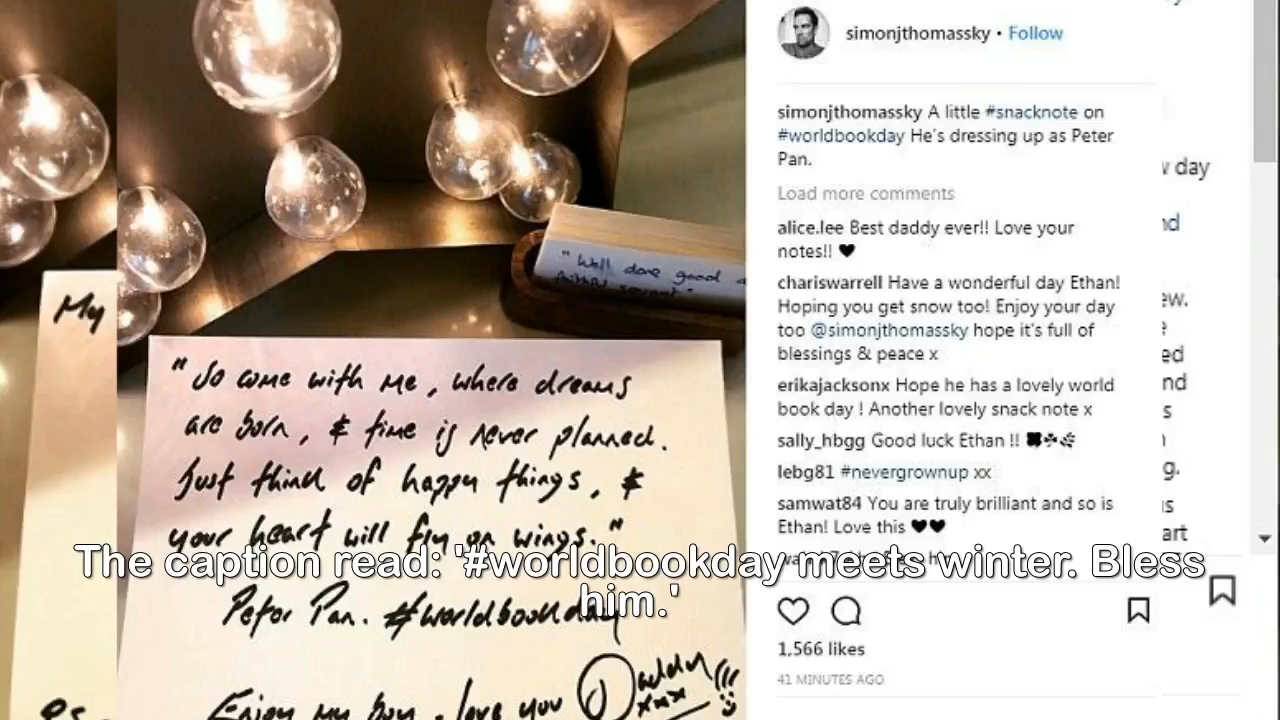 My
"Well done good a
faithful servant"
"So come with me, where dreams
are born, & time is never planned.
Just think of happy things, &
your heart will fly on wings."
Peter Pan. #worldbookday
Enjoy my boy - love you Daddy
xxx
simonjthomassky • Follow
simonjthomassky A little #snacknote on
#worldbookday He's dressing up as Peter
Pan.
Load more comments
alice.lee Best daddy ever!! Love your
notes!! ♥
chariswarrell Have a wonderful day Ethan!
Hoping you get snow too! Enjoy your day
too @simonjthomassky hope it's full of
blessings & peace x
erikajacksonx Hope he has a lovely world
book day ! Another lovely snack note x
sally_hbgg Good luck Ethan !!
lebg81 #nevergrownup xx
samwat84 You are truly brilliant and so is
Ethan! Love this ♥♥
The caption read: '#worldbookday meets winter. Bless
him.'
1,566 likes
41 MINUTES AGO
day